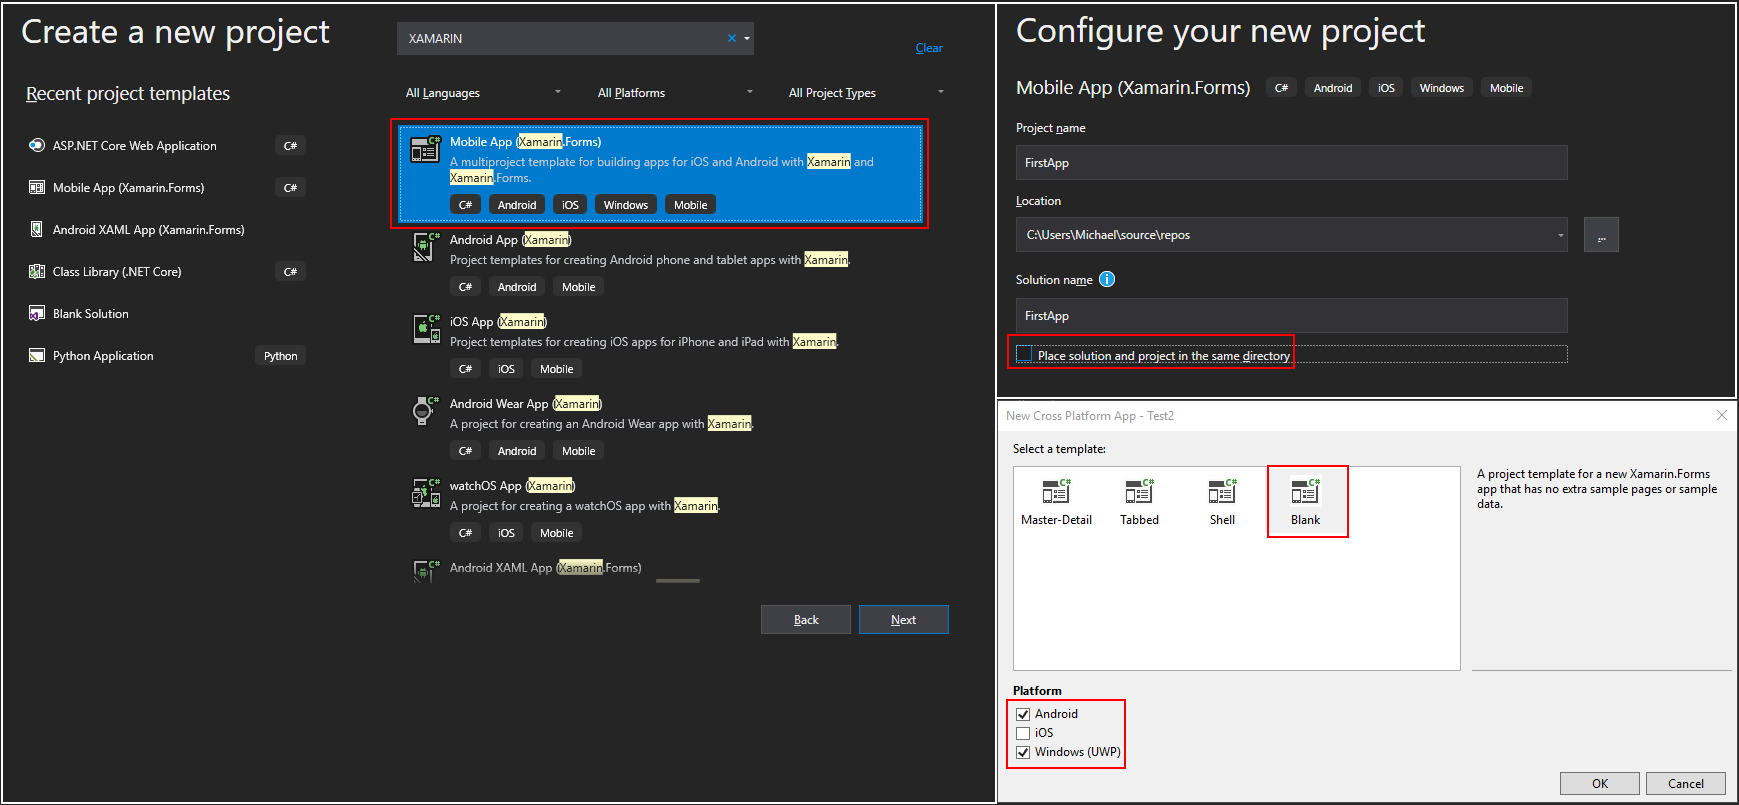 Create a new project
XAMARIN
Clear
Recent project templates
All Languages
All Platforms
All Project Types
ASP.NET Core Web Application
C#
Mobile App (Xamarin.Forms)
C#
Android XAML App (Xamarin.Forms)
Class Library (.NET Core)
C#
Blank Solution
Python Application
Python
Mobile App (Xamarin.Forms)
A multiproject template for building apps for iOS and Android with Xamarin and
Xamarin.Forms.
C# Android iOS Windows Mobile
Android App (Xamarin)
Project templates for creating Android phone and tablet apps with Xamarin.
C# Android Mobile
iOS App (Xamarin)
Project templates for creating iOS apps for iPhone and iPad with Xamarin.
C# iOS Mobile
Android Wear App (Xamarin)
A project for creating an Android Wear app with Xamarin.
C# Android Mobile
watchOS App (Xamarin)
A project for creating a watchOS app with Xamarin.
C# iOS Mobile
Android XAML App (Xamarin.Forms)
Back
Next
Configure your new project
Mobile App (Xamarin.Forms) C# Android iOS Windows Mobile
Project name
FirstApp
Location
C:\Users\Michael\source\repos
...
Solution name
FirstApp
Place solution and project in the same directory
New Cross Platform App - Test2
Select a template:
Master-Detail
Tabbed
Shell
Blank
A project template for a new Xamarin.Forms
app that has no extra sample pages or sample
data.
Platform
Android
iOS
Windows (UWP)
OK
Cancel